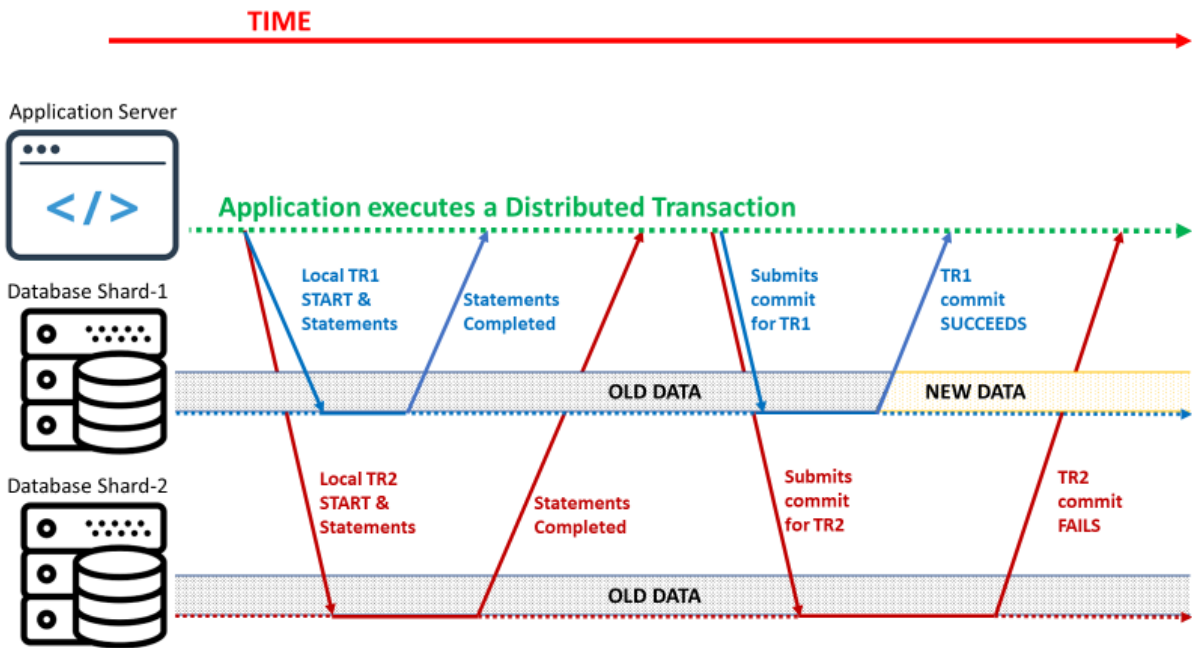 TIME
Application Server
</>
Application executes a Distributed Transaction
Database Shard-1
Local TR1
START &
Statements
Statements
Completed
Submits
commit
for TR1
TR1
commit
SUCCEEDS
OLD DATA
NEW DATA
Database Shard-2
Local TR2
START &
Statements
Statements
Completed
Submits
commit
for TR2
TR2
commit
FAILS
OLD DATA